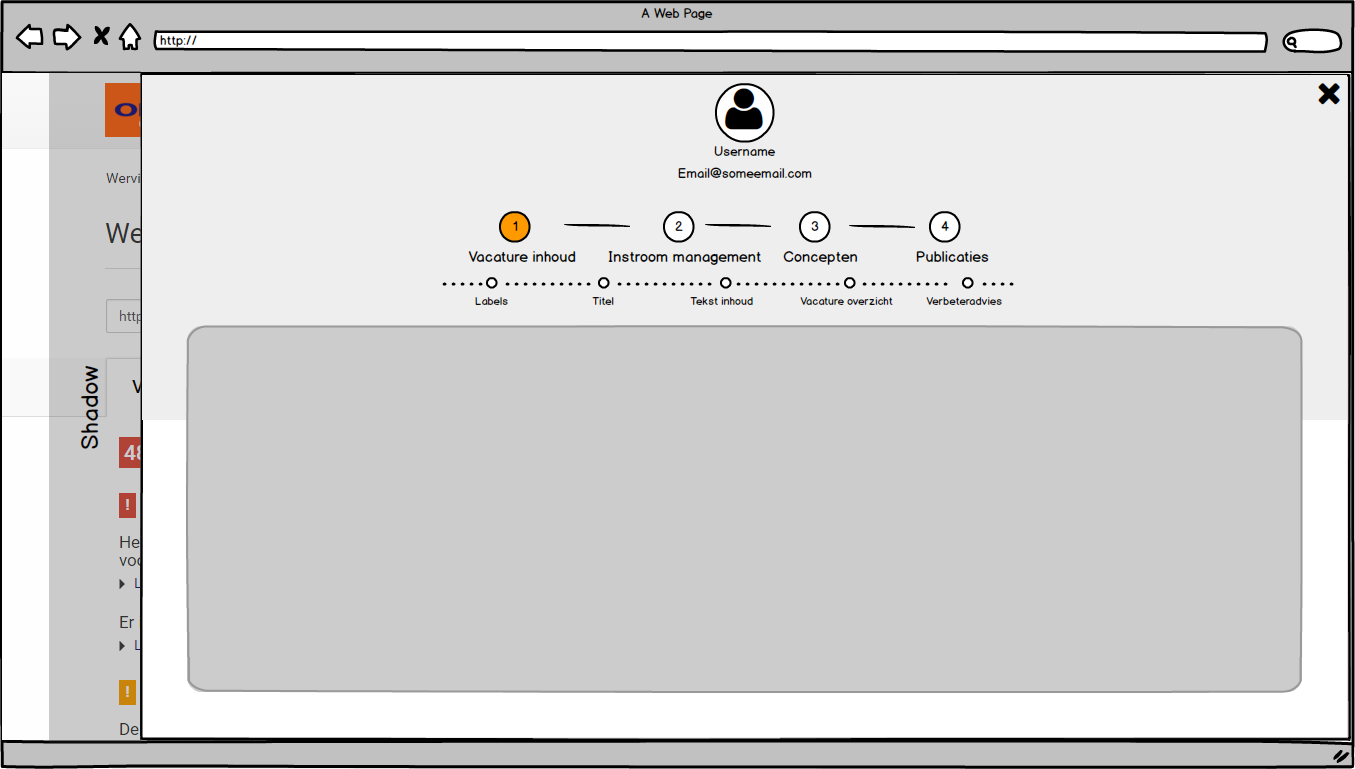 A Web Page
http://
Username
Email@someemail.com
1
2
3
4
Vacature inhoud
Instroom management
Concepten
Publicaties
Labels
Titel
Tekst inhoud
Vacature overzicht
Verbeteradvies
Wervi
We
http
V
Shadow
48
!
He
voo
L
Er
L
!
De